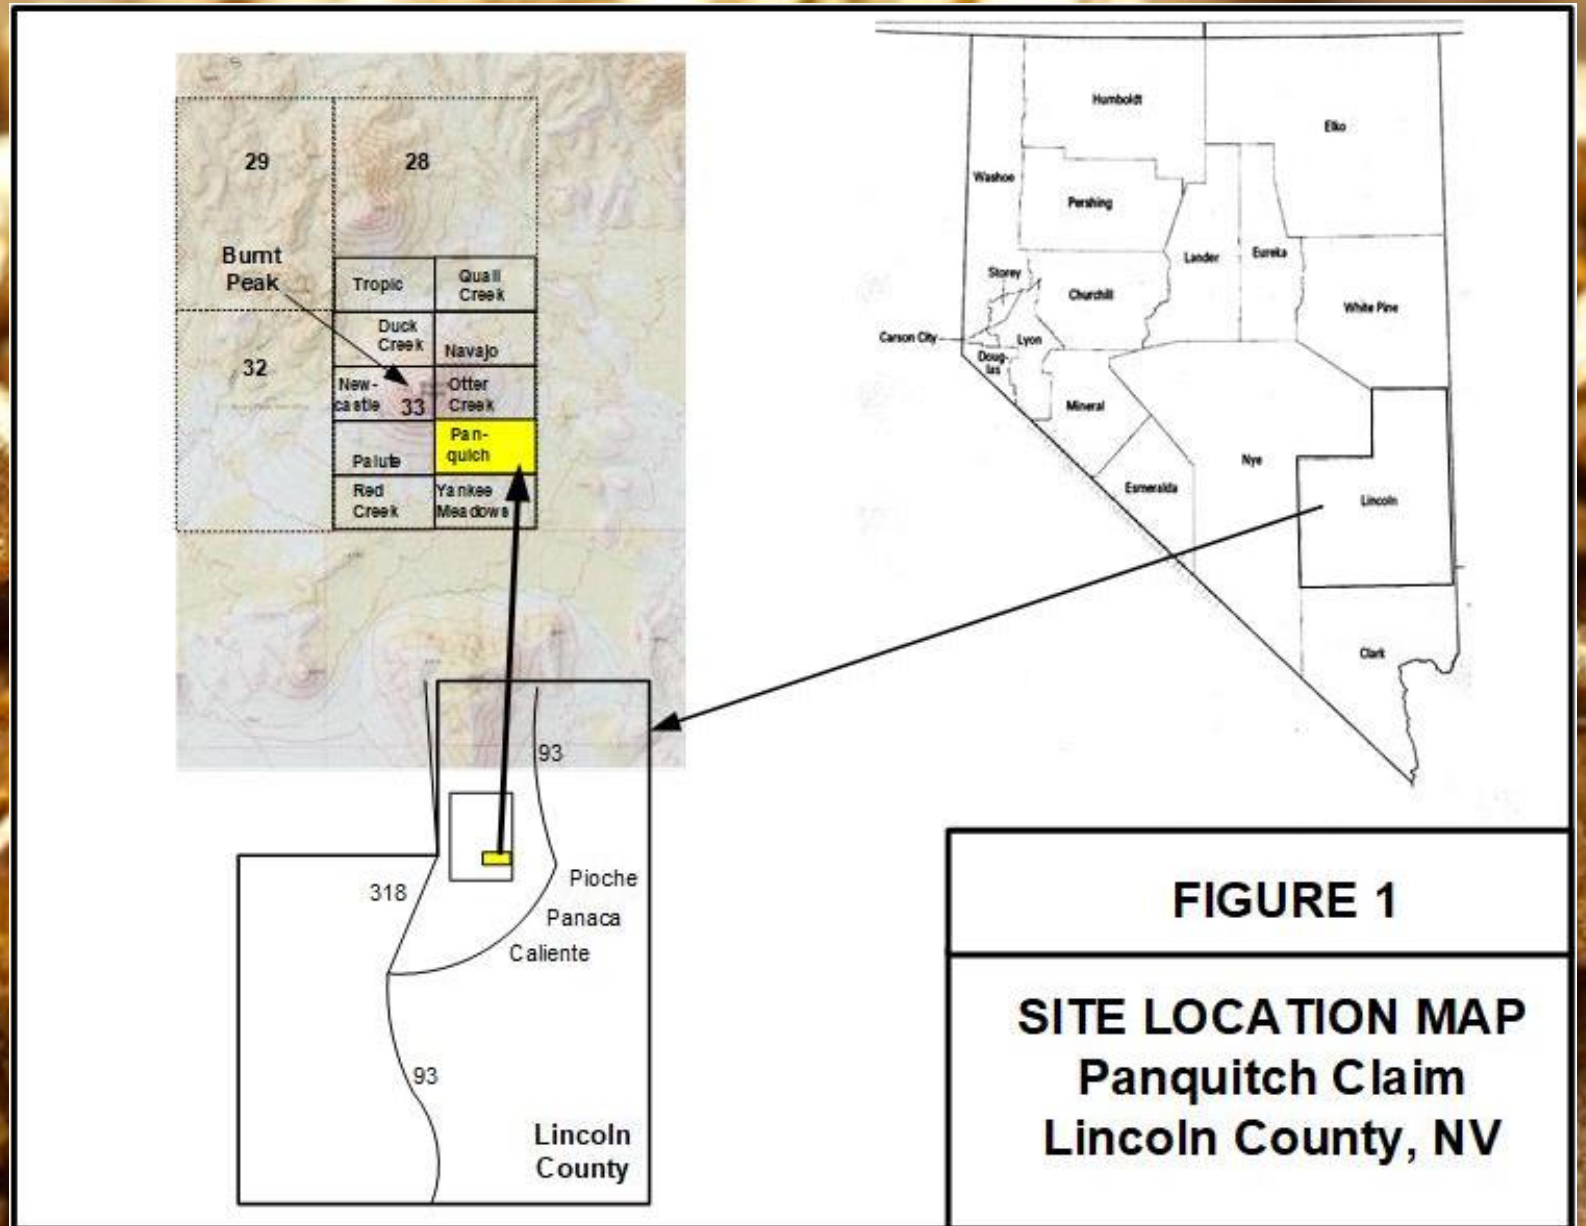 29
28
Burnt
Peak
Tropic
Quail
Creek
Duck
Creek
Navajo
32
New-
castle
33
Otter
Creek
Pan-
quich
Paiute
Red
Creek
Yankee
Meadows
93
318
Pioche
Panaca
Caliente
93
Lincoln
County
Humboldt
Elko
Washoe
Pershing
Lander
Eureka
Storey
Churchill
White Pine
Carson City
Lyon
Doug-
las
Mineral
Nye
Esmeralda
Lincoln
Clark
FIGURE 1
SITE LOCATION MAP
Panquitch Claim
Lincoln County, NV